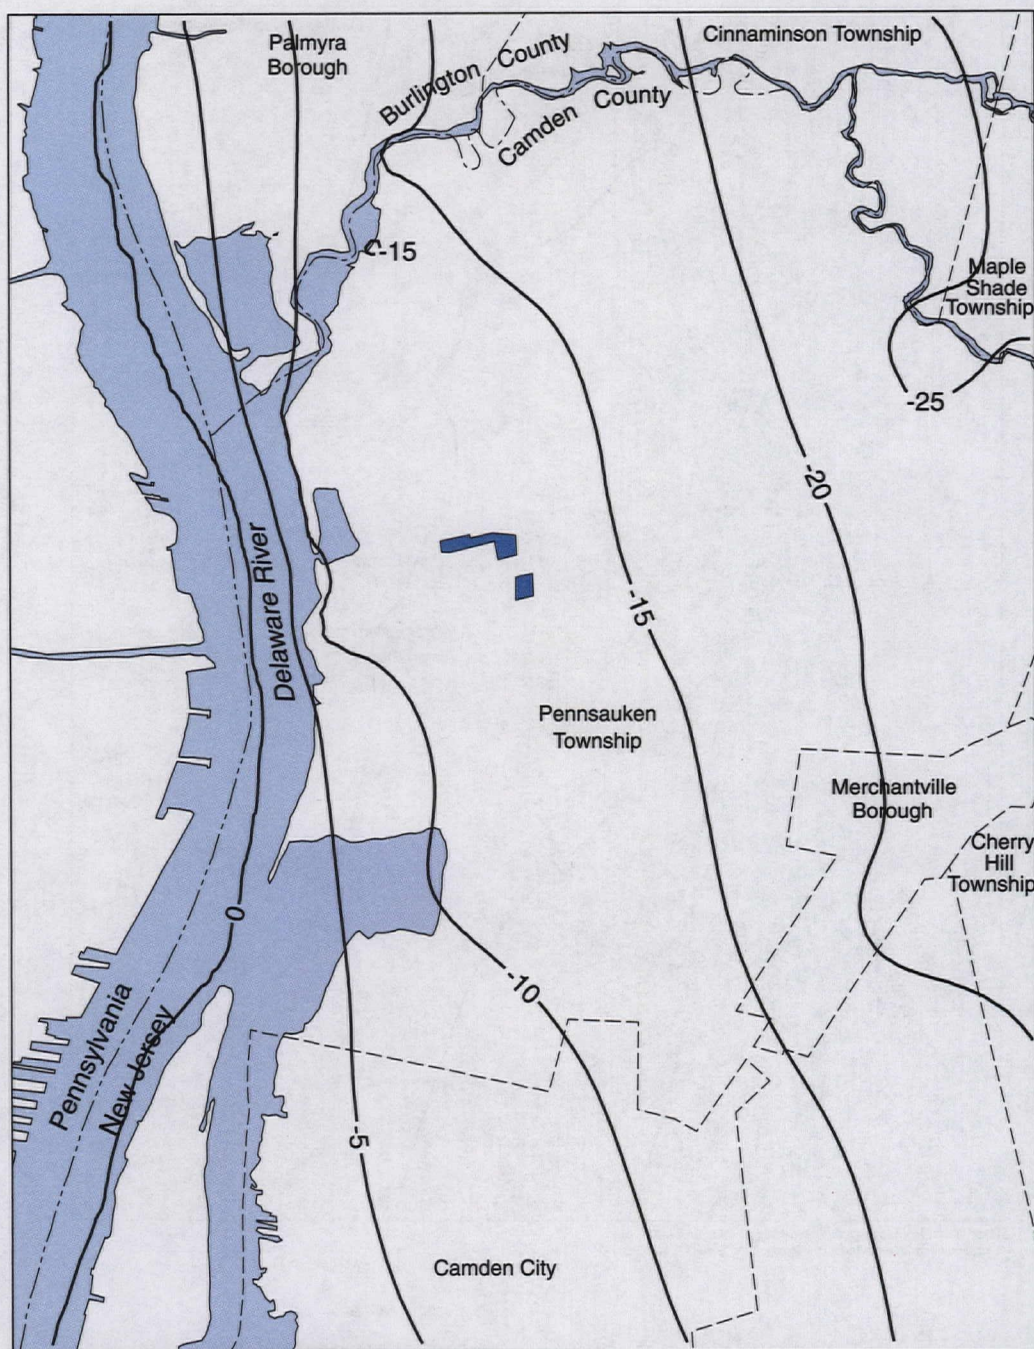 Palmyra
Borough
Burlington County
Cinnaminson Township
Camden County
-15
Maple
Shade
Township
-25
-20
Delaware River
-15
Pennsauken
Township
Merchantville
Borough
Cherry
Hill
Township
0
-10
Pennsylvania
New Jersey
-5
Camden City